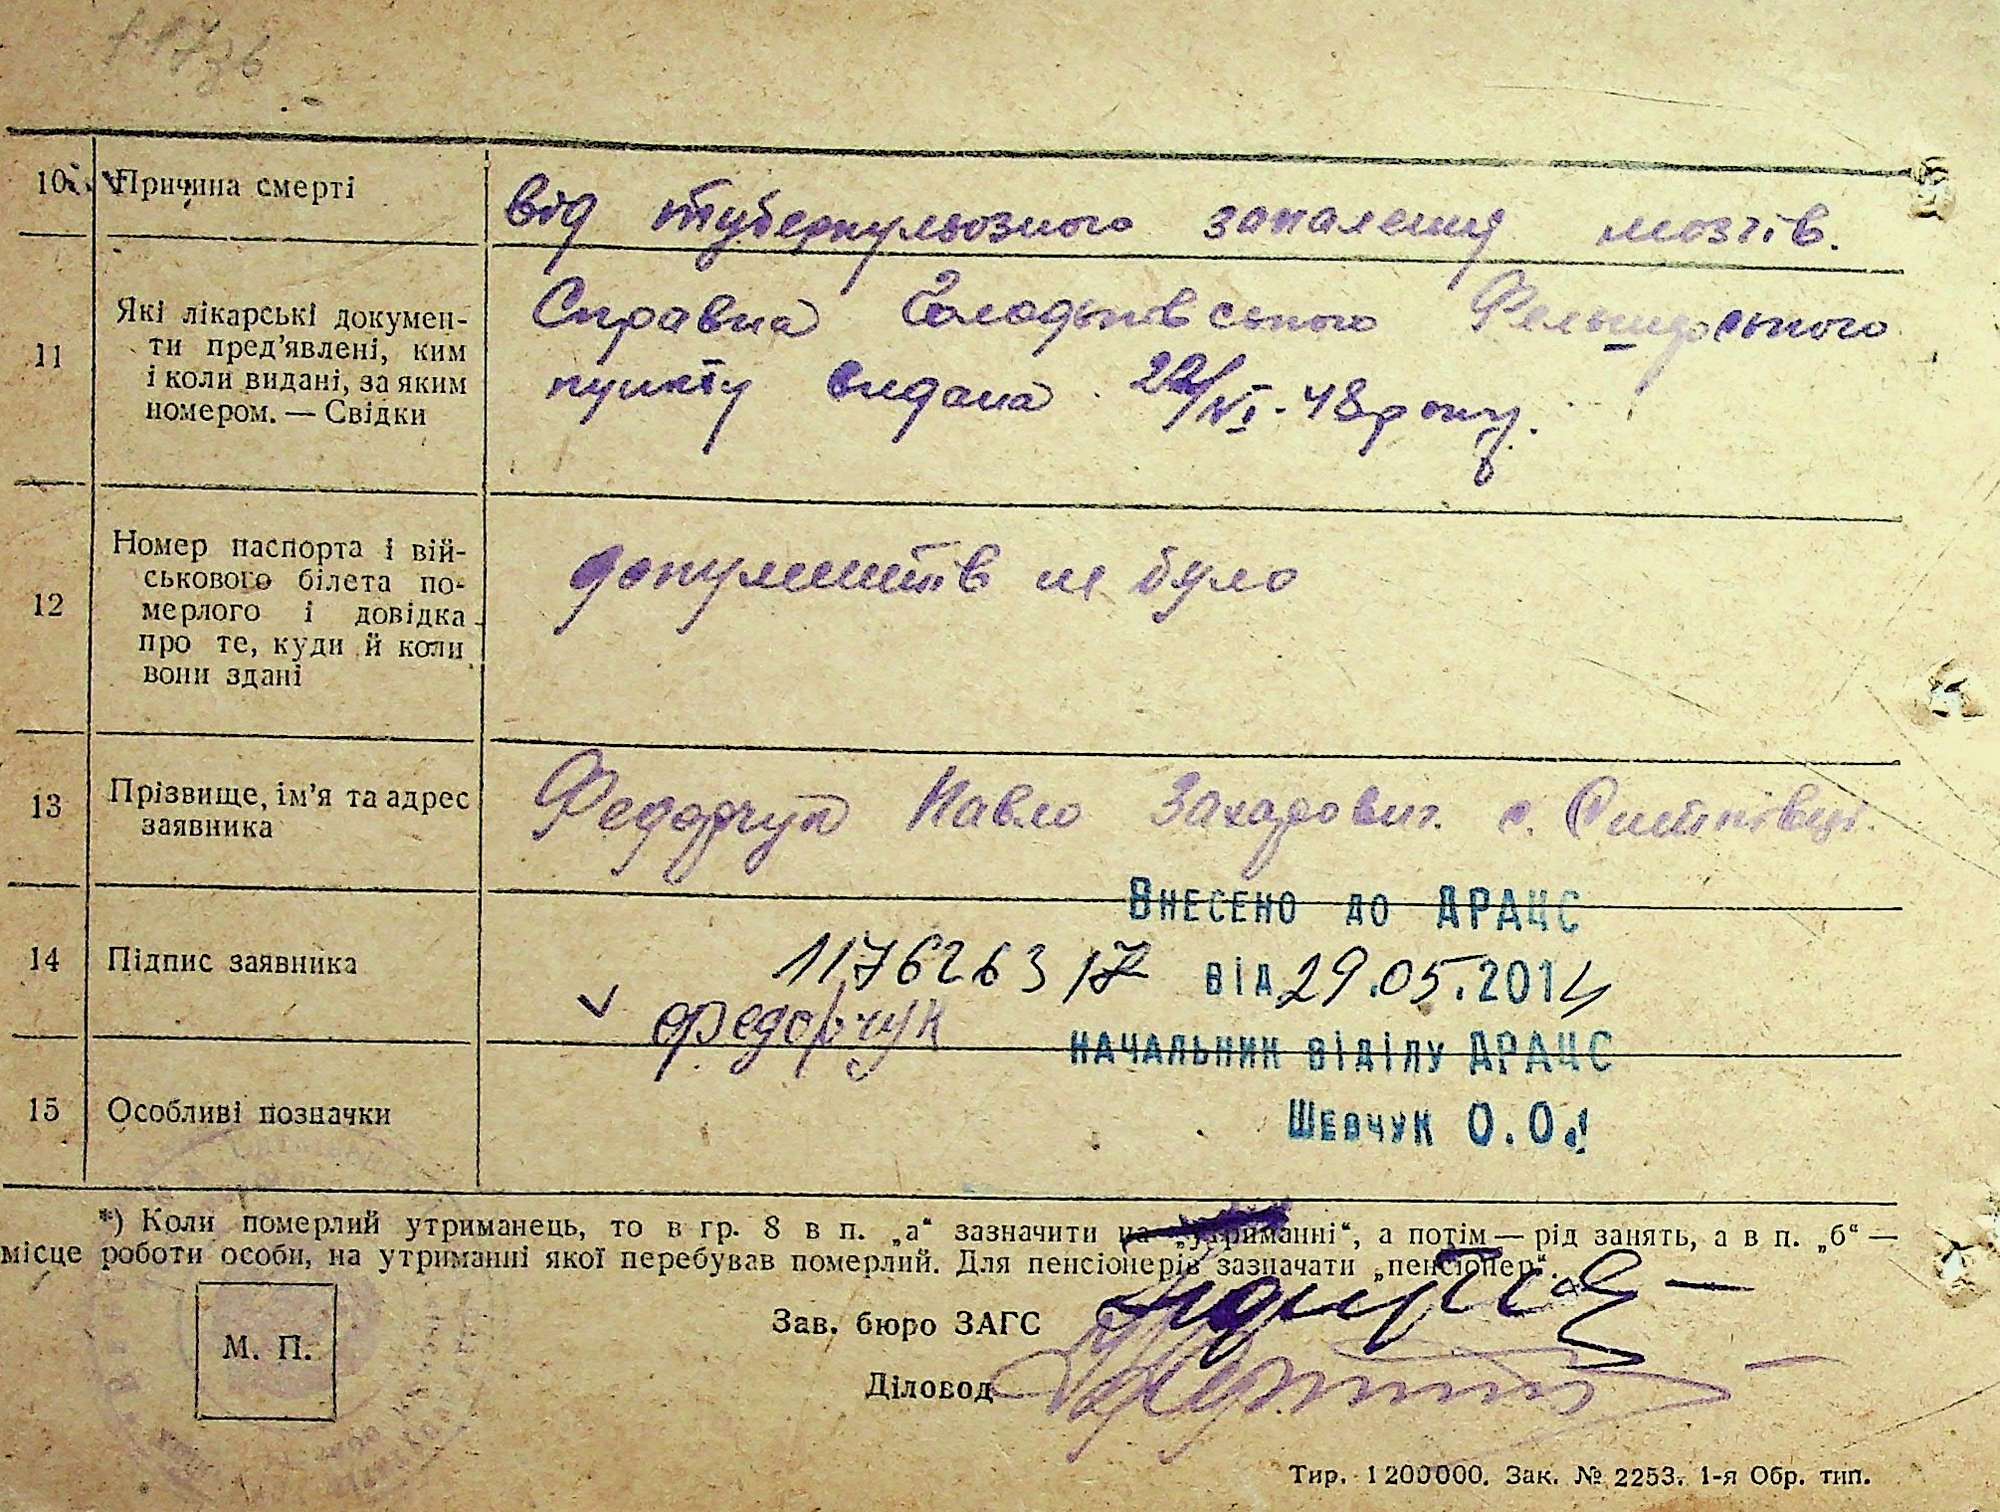 10. Причина смерті
від туберкульозного запалення мозгів.
11
Які лікарські докумен-
ти пред'явлені, ким
і коли видані, за яким
номером. — Свідки
Справка Голодьківського Фельшерського
пункту видана 22/VI-48року.
12
Номер паспорта і вій-
ськового білета по-
мерлого і довідка
про те, куди й коли
вони здані
документів не було
13
Прізвище, ім'я та адрес
заявника
Федорчук Павло Захарович. с.
14
Підпис заявника
Внесено до ДРАЦС
1176263 17 від 29.05.2014
Федорчук
начальник відділу ДРАЦС
Шевчук О.О.
15
Особливі позначки
*) Коли померлий утриманець, то в гр. 8 в п. „а“ зазначити на „утриманні“, а потім — рід занять, а в п. „б“ —
місце роботи особи, на утриманні якої перебував померлий. Для пенсіонерів зазначати „пенсіонер“.
М. П.
Зав. бюро ЗАГС
Діловод
Тир. 1200000. Зак. № 2253. 1-я Обр. тип.